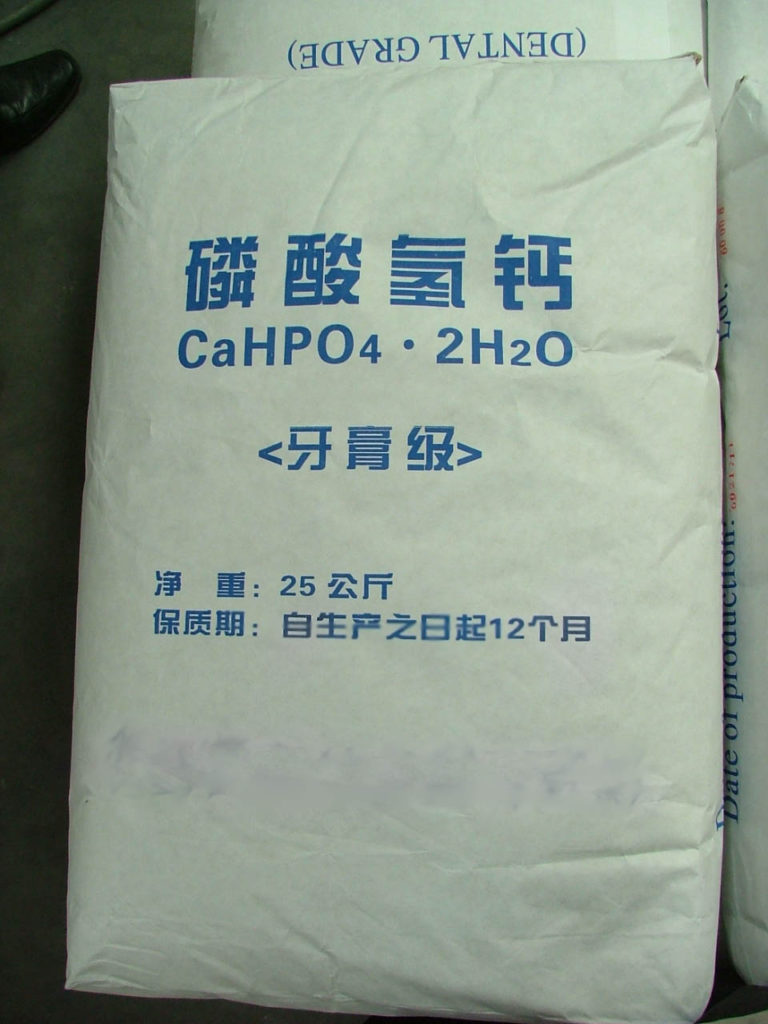 (DENTAL GRADE)
磷酸氢钙
CaHPO4·2H2O
<牙膏级>
净 重: 25 公斤
保质期: 自生产之日起12个月
Lot.
Date of production: